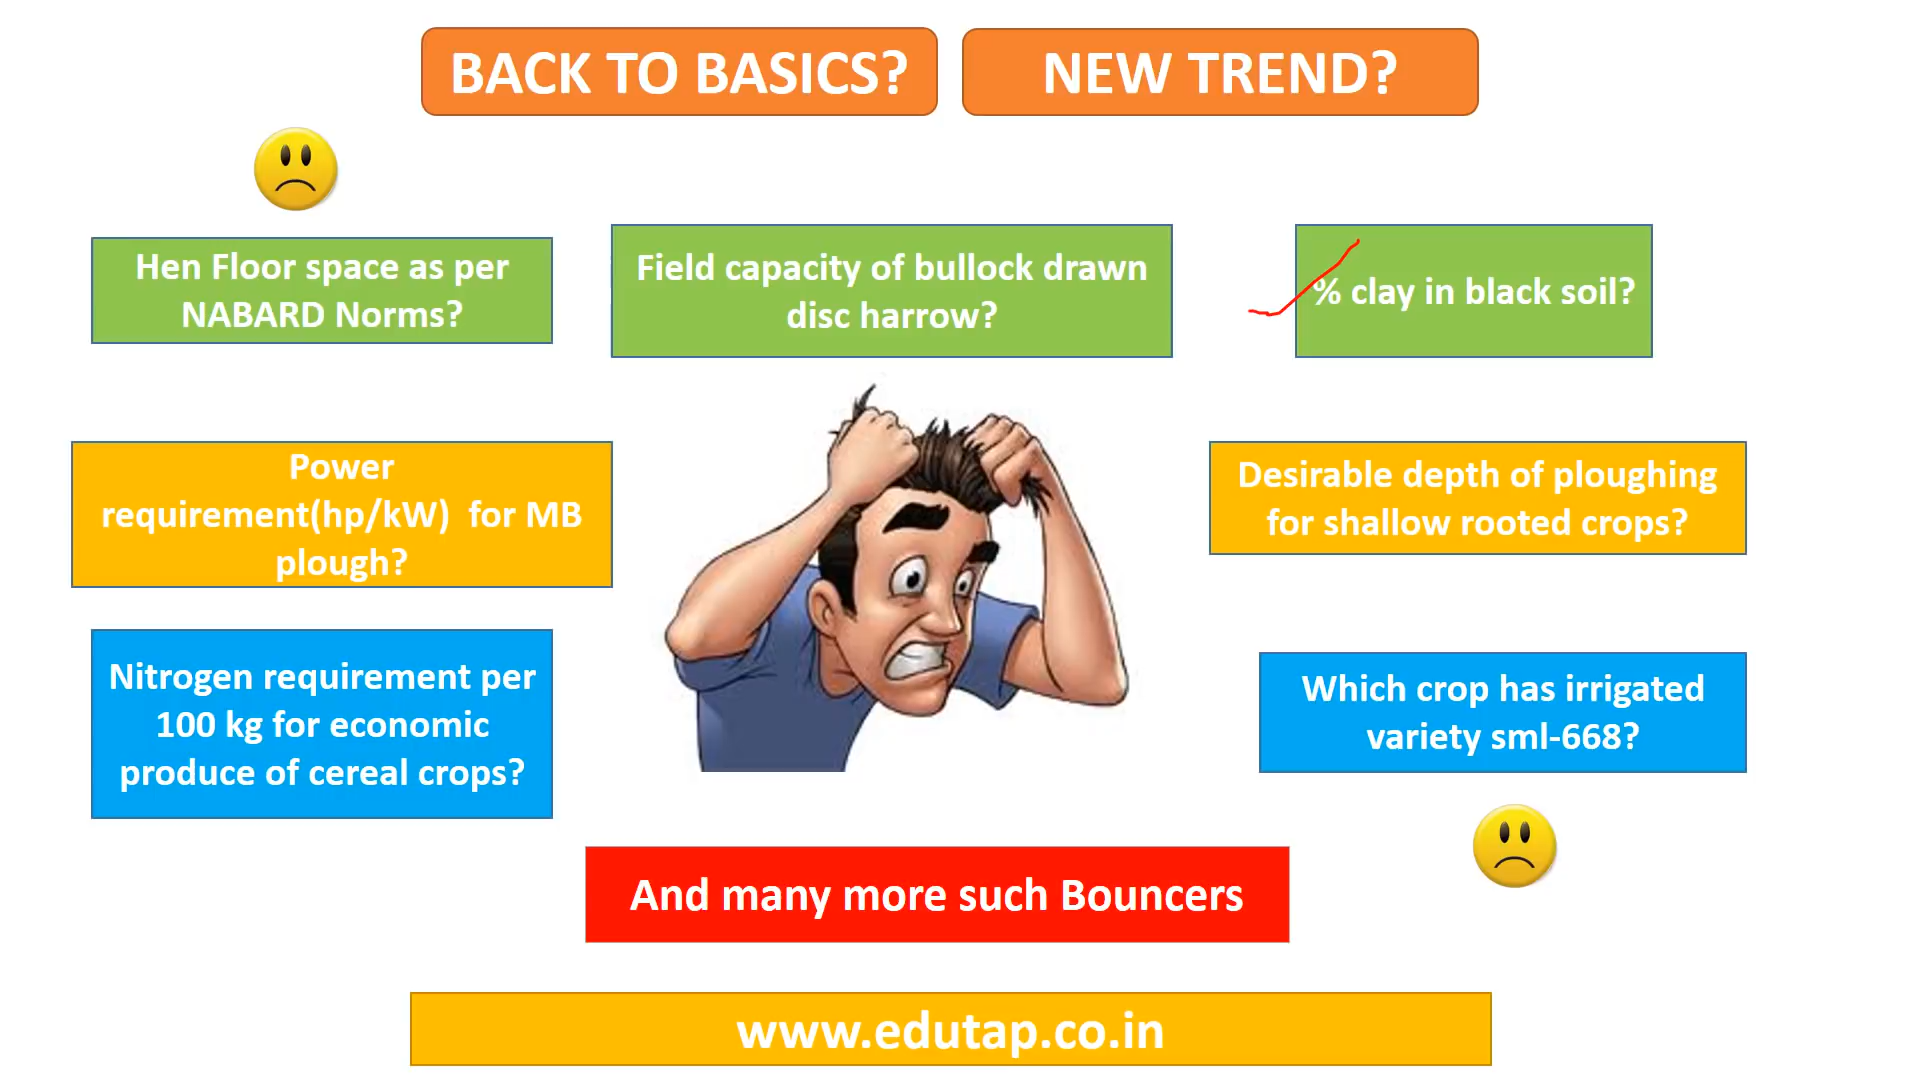 BACK TO BASICS?
NEW TREND?
Hen Floor space as per
NABARD Norms?
Field capacity of bullock drawn
disc harrow?
% clay in black soil?
Power
requirement(hp/kW) for MB
plough?
Desirable depth of ploughing
for shallow rooted crops?
Nitrogen requirement per
100 kg for economic
produce of cereal crops?
Which crop has irrigated
variety sml-668?
And many more such Bouncers
www.edutap.co.in